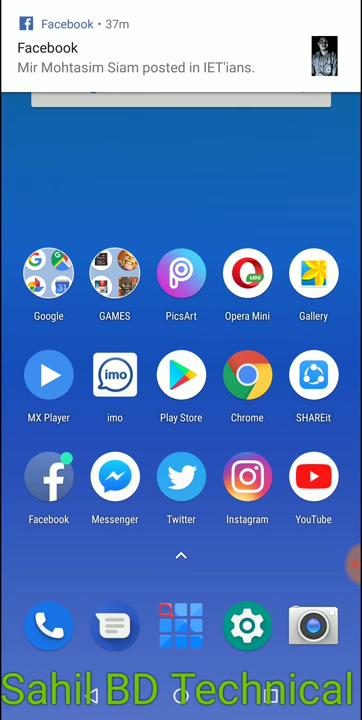 Facebook • 37m
Facebook
Mir Mohtasim Siam posted in IET'ians.
Google GAMES PicsArt Opera Mini Gallery
MX Player imo Play Store Chrome SHAREit
Facebook Messenger Twitter Instagram YouTube
Sahil BD Technical